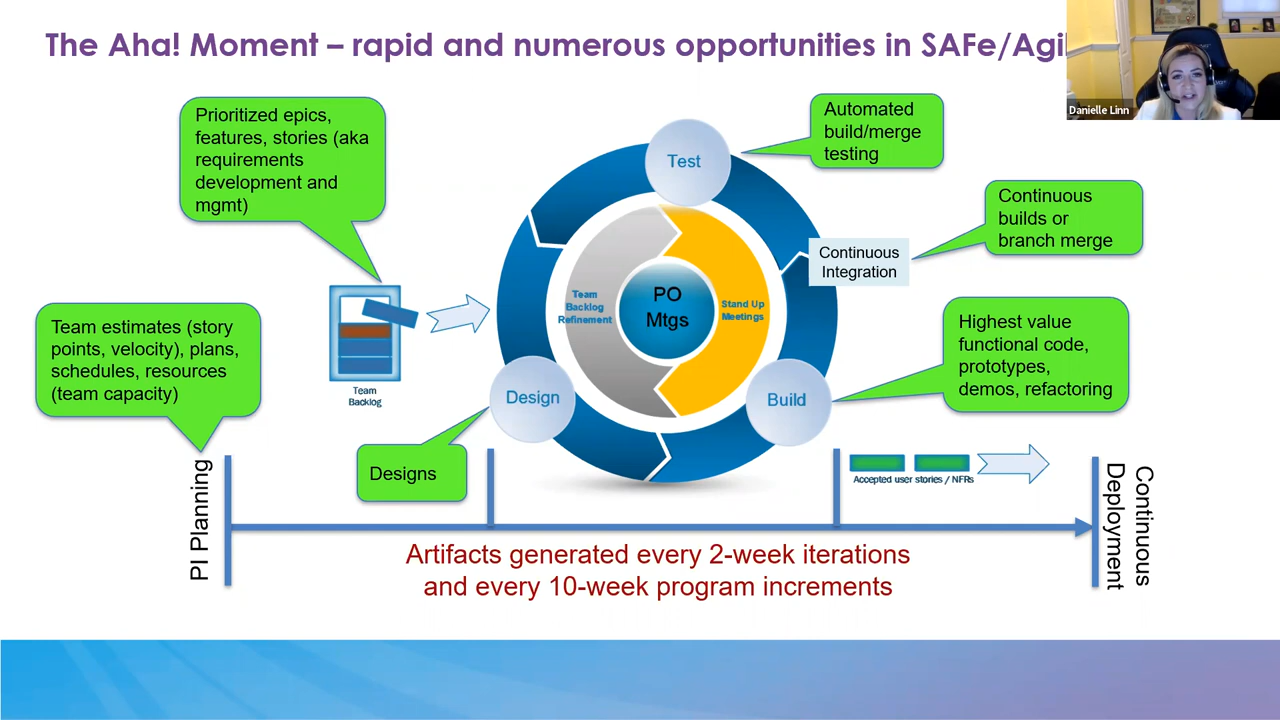 The Aha! Moment – rapid and numerous opportunities in SAFe/Agi
Danielle Linn
Prioritized epics,
features, stories (aka
requirements
development and
mgmt)
Automated
build/merge
testing
Test
Continuous
builds or
branch merge
Continuous
Integration
Team
Backlog
Refinement
PO
Mtgs
Stand Up
Meetings
Team estimates (story
points, velocity), plans,
schedules, resources
(team capacity)
Highest value
functional code,
prototypes,
demos, refactoring
Team
Backlog
Design
Build
Designs
Accepted user stories / NFRs
PI Planning
Continuous
Deployment
Artifacts generated every 2-week iterations
and every 10-week program increments